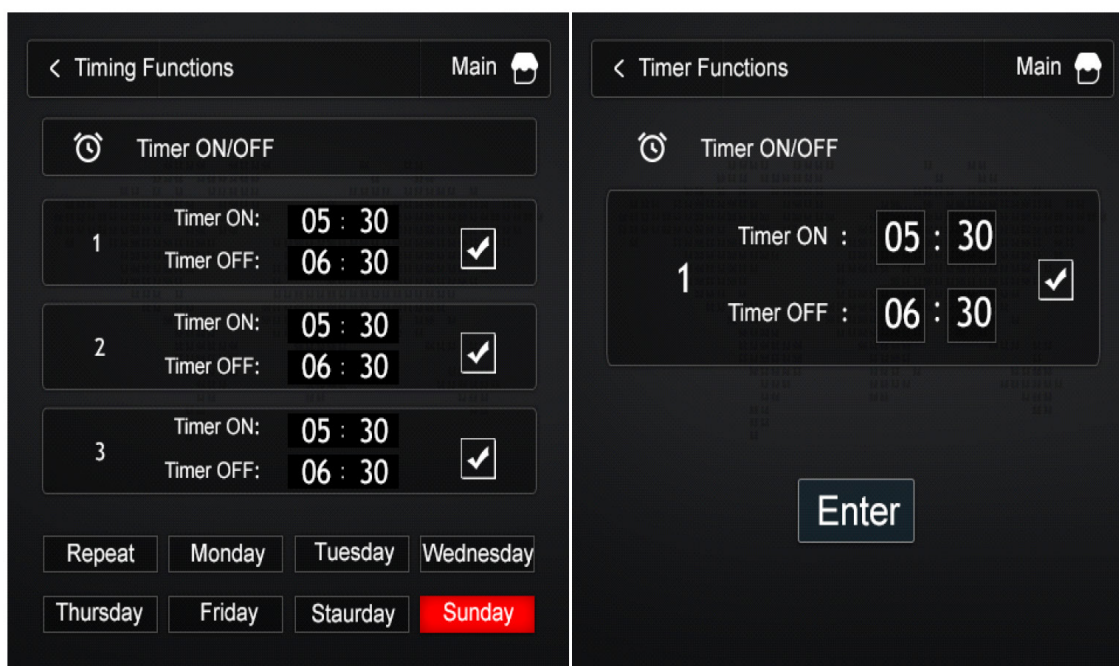 < Timing Functions Main
Timer ON/OFF
1
Timer ON: 05 : 30
Timer OFF: 06 : 30
2
Timer ON: 05 : 30
Timer OFF: 06 : 30
3
Timer ON: 05 : 30
Timer OFF: 06 : 30
Repeat Monday Tuesday Wednesday
Thursday Friday Staurday Sunday
< Timer Functions Main
Timer ON/OFF
1
Timer ON : 05 : 30
Timer OFF : 06 : 30
Enter